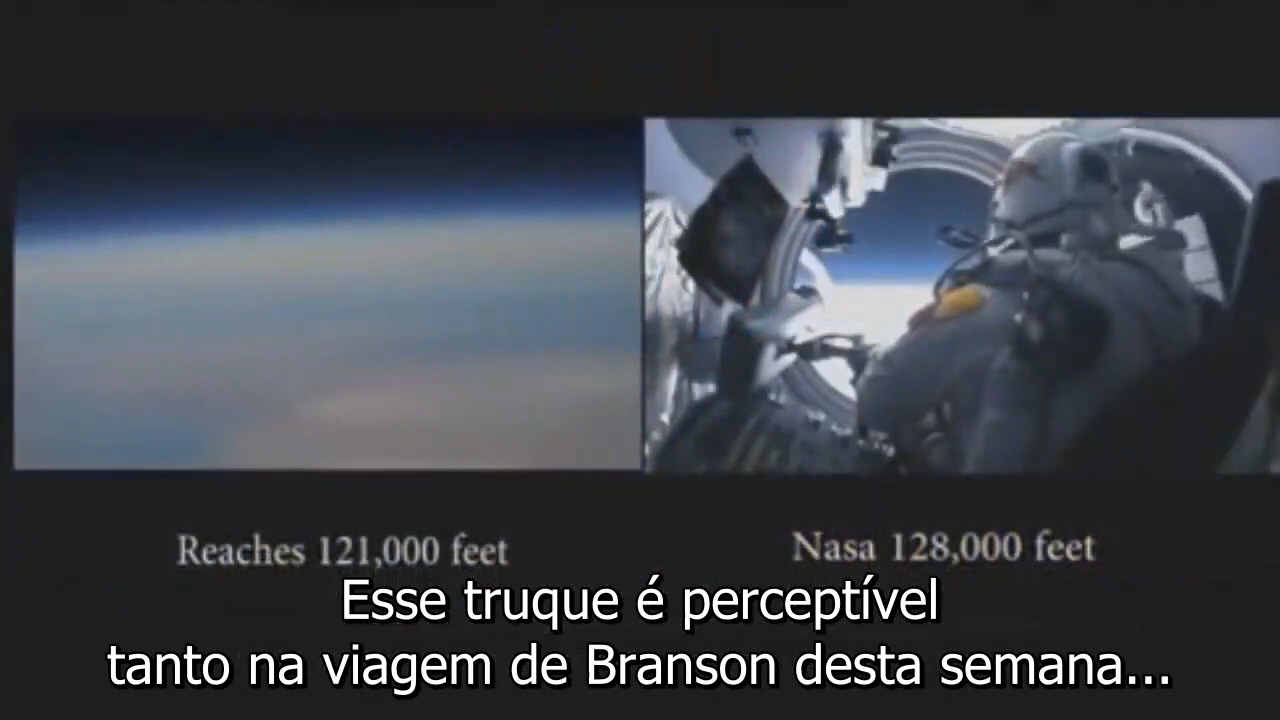 Reaches 121,000 feet
Nasa 128,000 feet
Esse truque é perceptível
tanto na viagem de Branson desta semana...